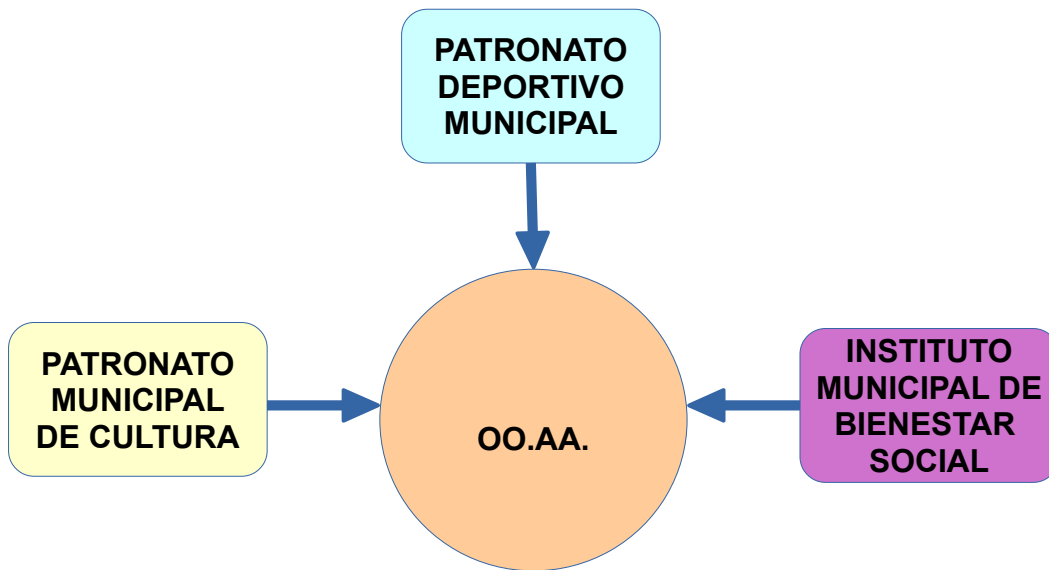 PATRONATO
DEPORTIVO
MUNICIPAL
PATRONATO
MUNICIPAL
DE CULTURA
OO.AA.
INSTITUTO
MUNICIPAL DE
BIENESTAR
SOCIAL